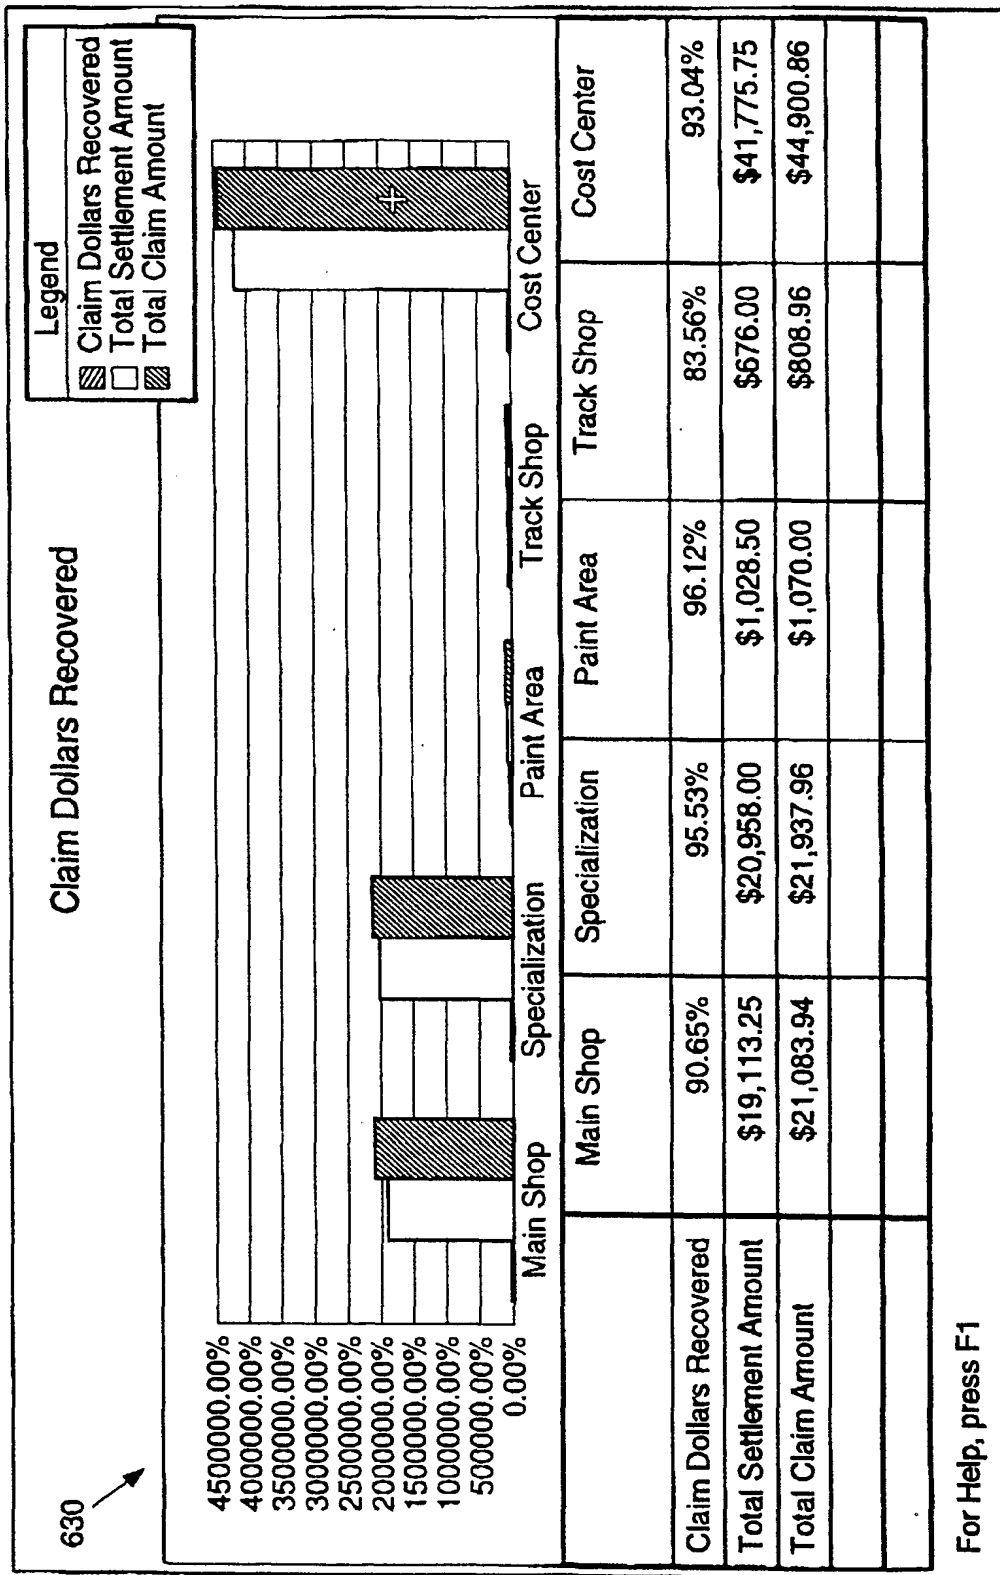 630
Claim Dollars Recovered
Legend
Claim Dollars Recovered
Total Settlement Amount
Total Claim Amount
4500000.00%
4000000.00%
3500000.00%
3000000.00%
2500000.00%
2000000.00%
1500000.00%
1000000.00%
500000.00%
0.00%
Main Shop Specialization Paint Area Track Shop Cost Center
Main Shop Specialization Paint Area Track Shop Cost Center
Claim Dollars Recovered 90.65% 95.53% 96.12% 83.56% 93.04%
Total Settlement Amount $19,113.25 $20,958.00 $1,028.50 $676.00 $41,775.75
Total Claim Amount $21,083.94 $21,937.96 $1,070.00 $808.96 $44,900.86
For Help, press F1